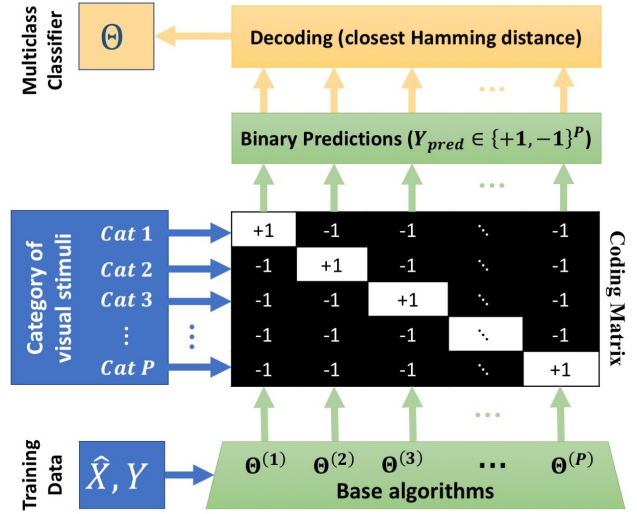 Multiclass
Classifier
Θ
Decoding (closest Hamming distance)
...
Binary Predictions (Y_pred ∈ {+1, −1}^P)
...
Category of
visual stimuli
Cat 1
Cat 2
Cat 3
⋮
Cat P
⋮
+1 -1 -1 ⋱ -1
-1 +1 -1 ⋱ -1
-1 -1 +1 ⋱ -1
-1 -1 -1 ⋱ -1
-1 -1 -1 ⋱ +1
Coding Matrix
...
Training
Data
X̂, Y
Θ^(1) Θ^(2) Θ^(3) ... Θ^(P)
Base algorithms